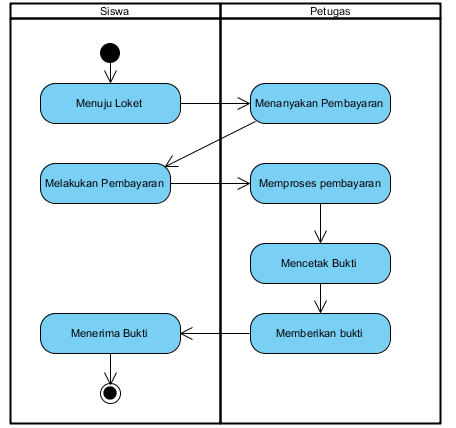 Siswa
Petugas
Menuju Loket
Menanyakan Pembayaran
Melakukan Pembayaran
Memproses pembayaran
Mencetak Bukti
Menerima Bukti
Memberikan bukti